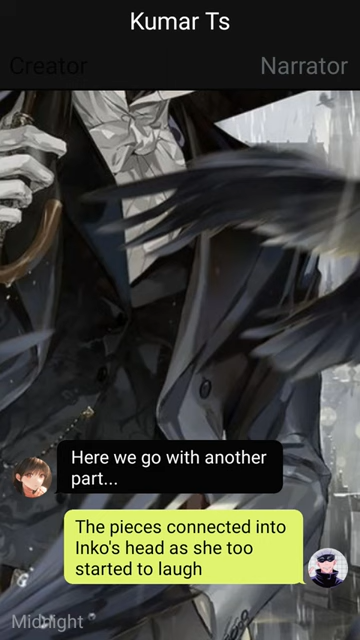 Kumar Ts
Creator
Narrator
Here we go with another
part...
The pieces connected into
Inko's head as she too
started to laugh
Midnight